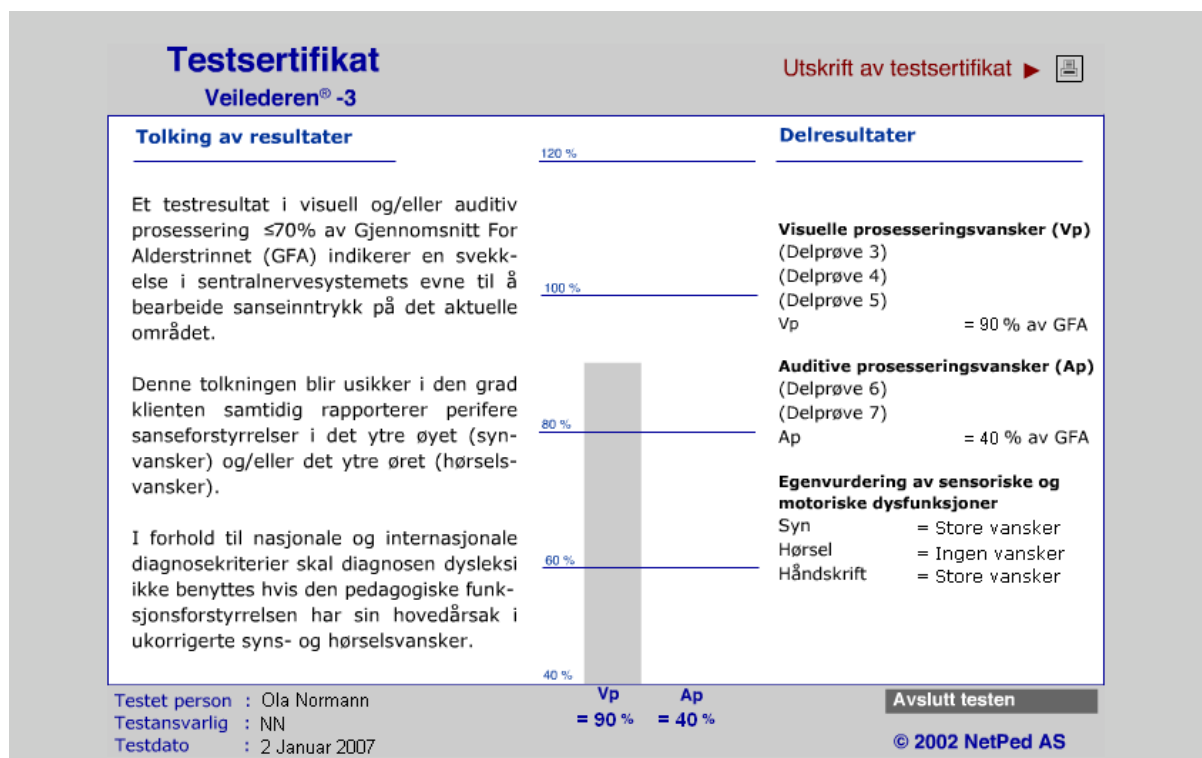 Testsertifikat
Veilederen® -3
Utskrift av testsertifikat ►
Tolking av resultater
Et testresultat i visuell og/eller auditiv
prosessering ≤70% av Gjennomsnitt For
Alderstrinnet (GFA) indikerer en svekk-
else i sentralnervesystemets evne til å
bearbeide sanseinntrykk på det aktuelle
området.
Denne tolkningen blir usikker i den grad
klienten samtidig rapporterer perifere
sanseforstyrrelser i det ytre øyet (syn-
vansker) og/eller det ytre øret (hørsels-
vansker).
I forhold til nasjonale og internasjonale
diagnosekriterier skal diagnosen dysleksi
ikke benyttes hvis den pedagogiske funk-
sjonsforstyrrelsen har sin hovedårsak i
ukorrigerte syns- og hørselsvansker.
120 %
100 %
80 %
60 %
40 %
Vp Ap
= 90 % = 40 %
Delresultater
Visuelle prosesseringsvansker (Vp)
(Delprøve 3)
(Delprøve 4)
(Delprøve 5)
Vp = 90 % av GFA
Auditive prosesseringsvansker (Ap)
(Delprøve 6)
(Delprøve 7)
Ap = 40 % av GFA
Egenvurdering av sensoriske og
motoriske dysfunksjoner
Syn = Store vansker
Hørsel = Ingen vansker
Håndskrift = Store vansker
Testet person : Ola Normann
Testansvarlig : NN
Testdato : 2 Januar 2007
Avslutt testen
© 2002 NetPed AS